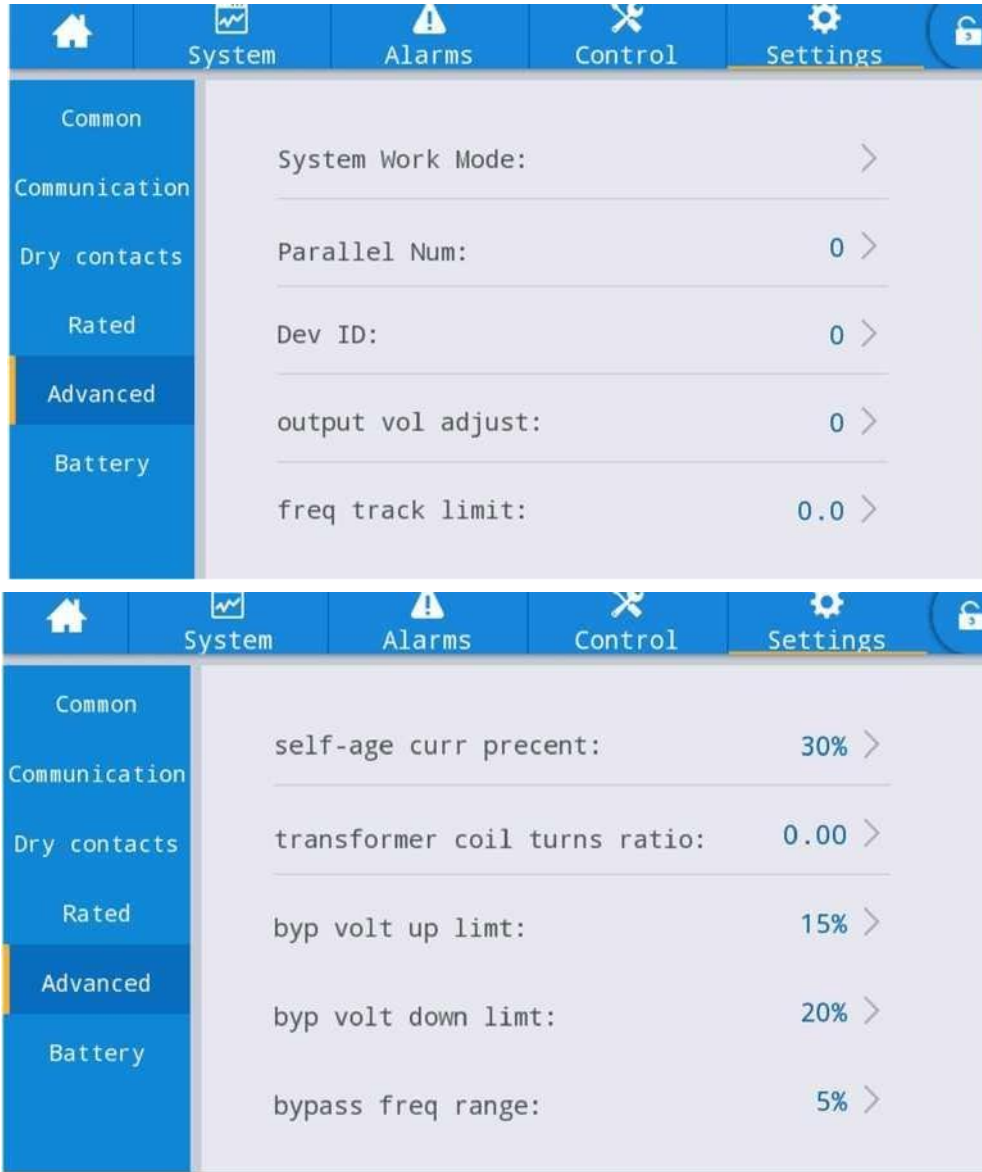 System
Alarms
Control
Settings
Common
Communication
Dry contacts
Rated
Advanced
Battery
System Work Mode:
Parallel Num: 0
Dev ID: 0
output vol adjust: 0
freq track limit: 0.0
System
Alarms
Control
Settings
Common
Communication
Dry contacts
Rated
Advanced
Battery
self-age curr precent: 30%
transformer coil turns ratio: 0.00
byp volt up limt: 15%
byp volt down limt: 20%
bypass freq range: 5%